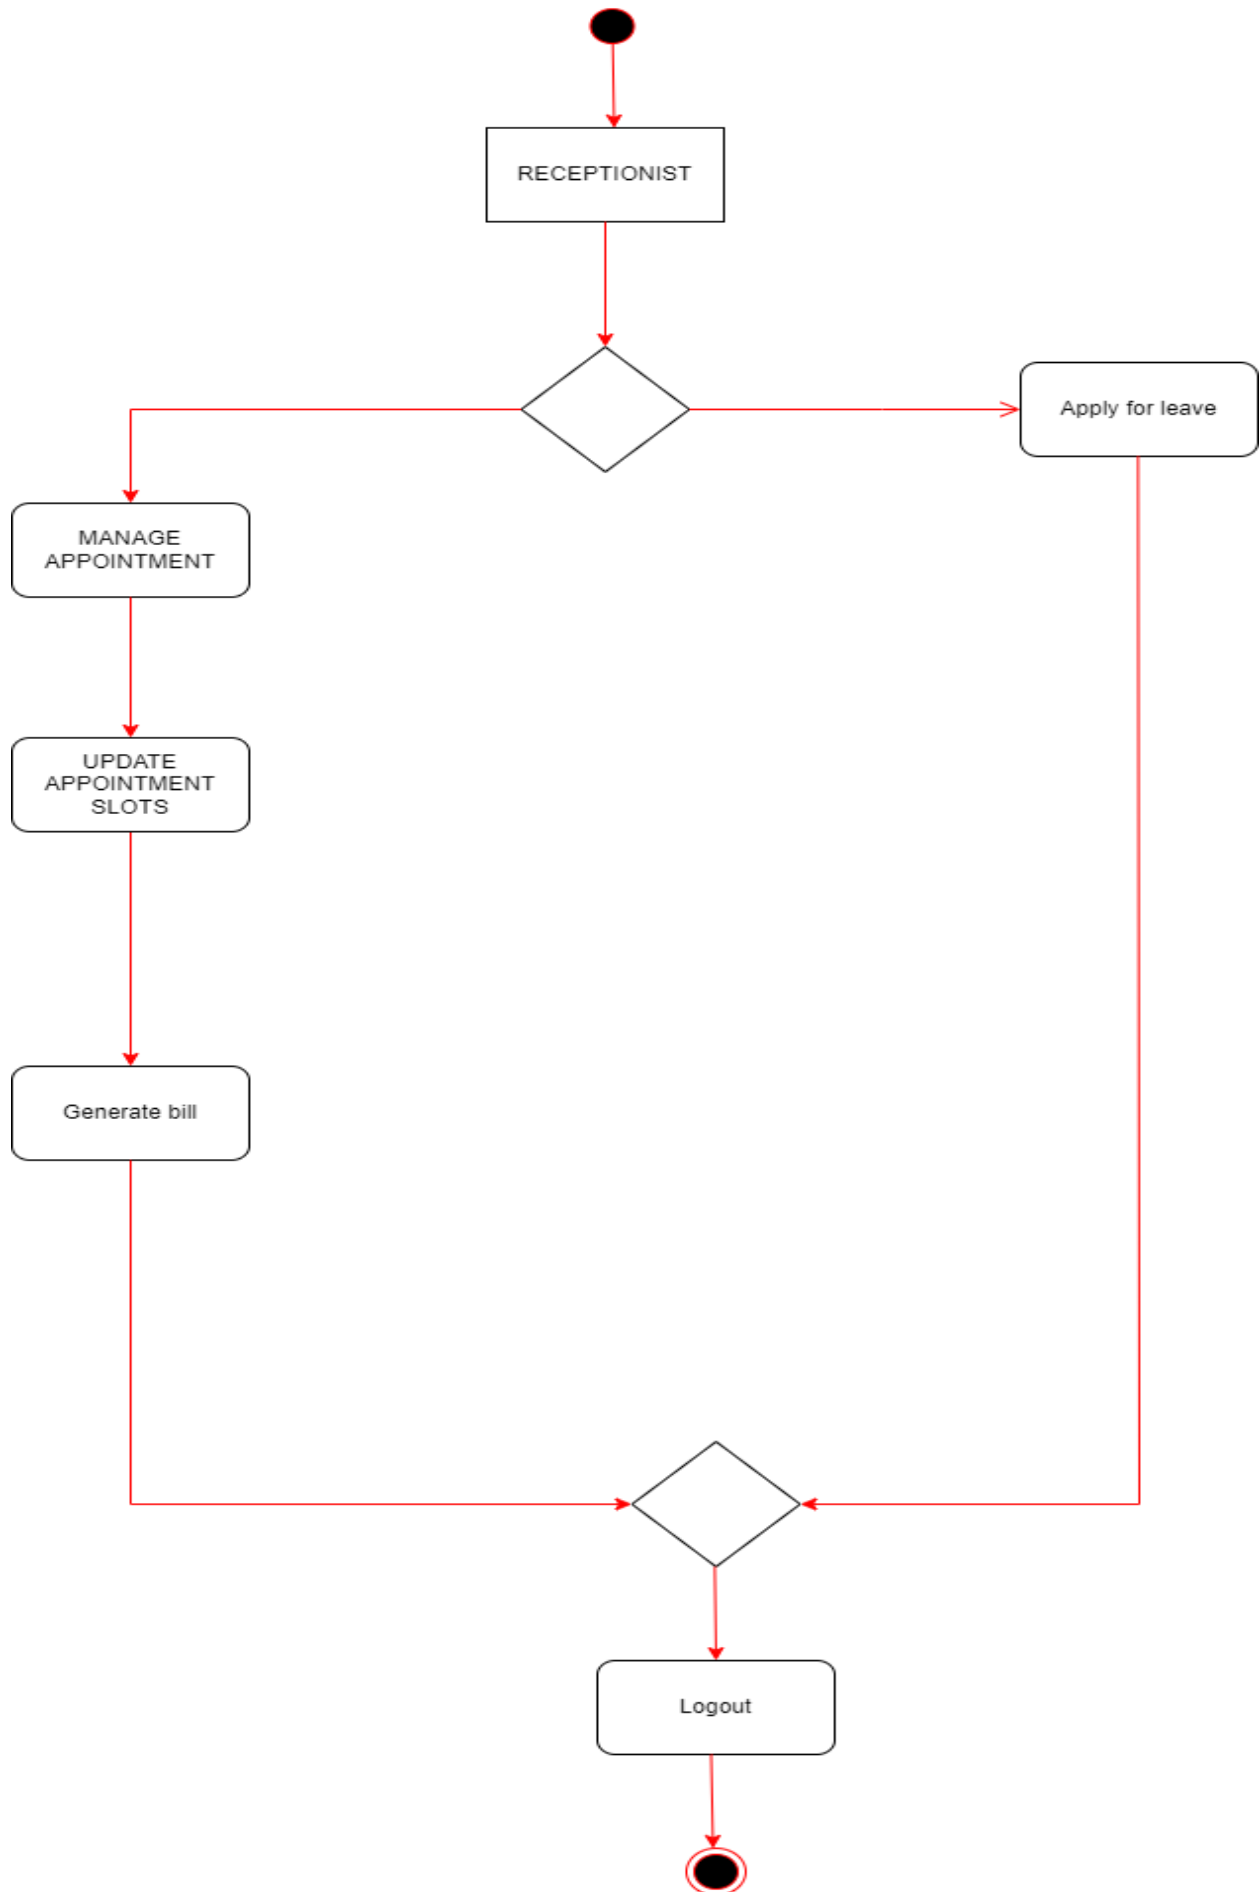 RECEPTIONIST
Apply for leave
MANAGE
APPOINTMENT
UPDATE
APPOINTMENT
SLOTS
Generate bill
Logout